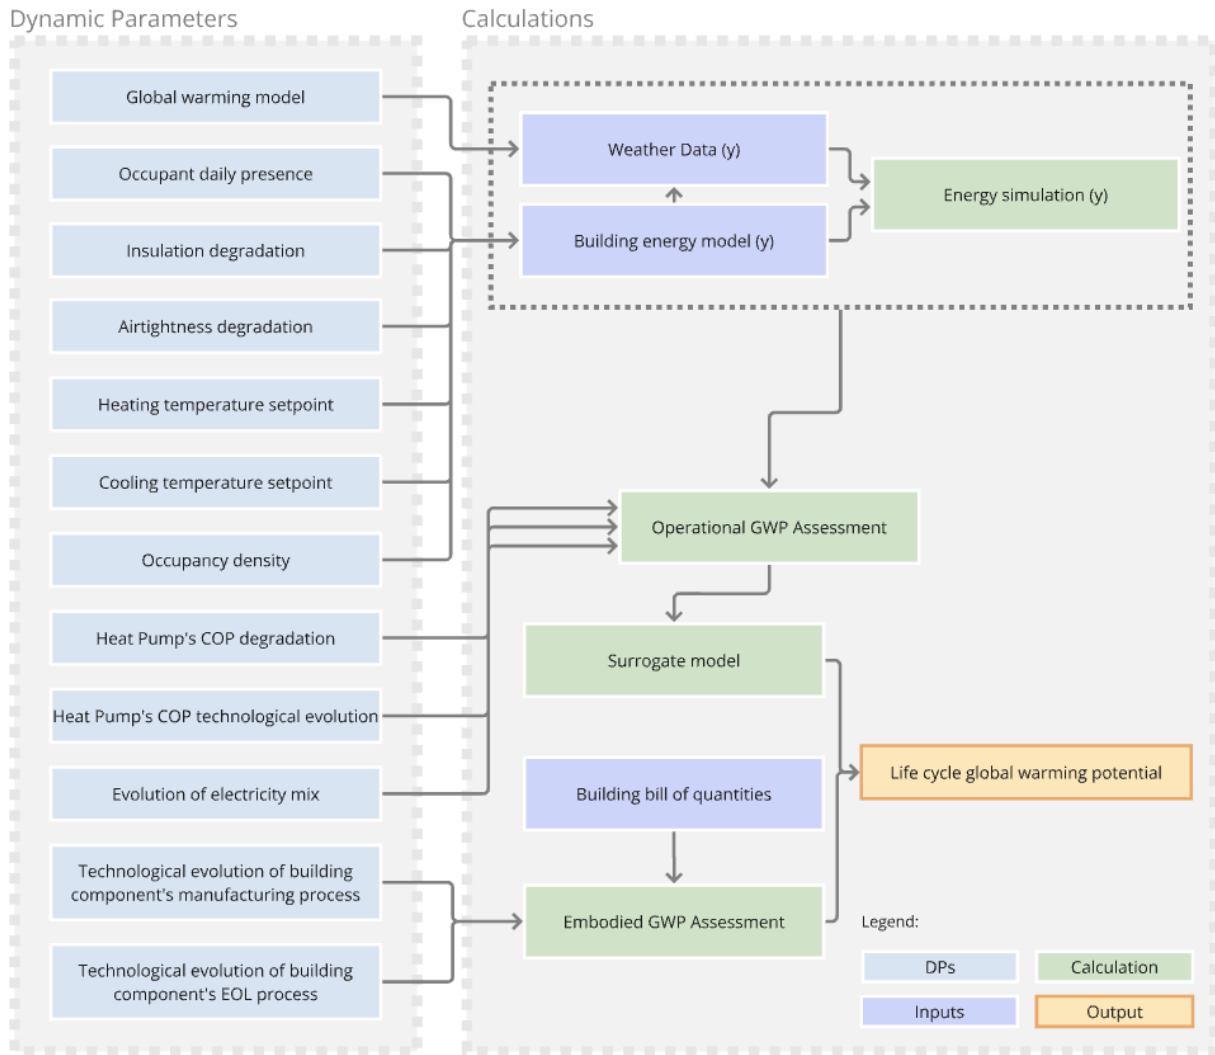 Dynamic Parameters
Global warming model
Occupant daily presence
Insulation degradation
Airtightness degradation
Heating temperature setpoint
Cooling temperature setpoint
Occupancy density
Heat Pump's COP degradation
Heat Pump's COP technological evolution
Evolution of electricity mix
Technological evolution of building
component's manufacturing process
Technological evolution of building
component's EOL process
Calculations
Weather Data (y)
Building energy model (y)
Energy simulation (y)
Operational GWP Assessment
Surrogate model
Building bill of quantities
Life cycle global warming potential
Embodied GWP Assessment
Legend:
DPs
Calculation
Inputs
Output